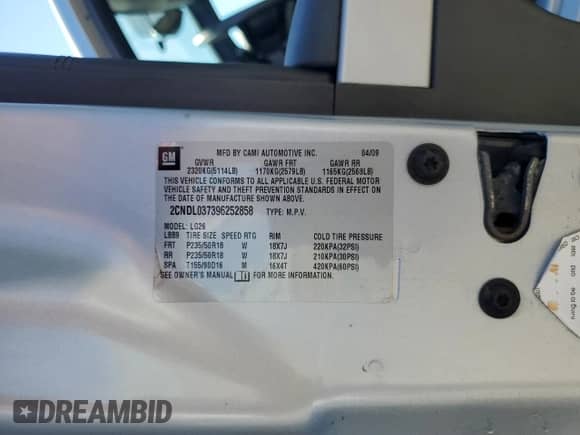 GM
MFD BY CAMI AUTOMOTIVE INC. 04/09
GVWR GAWR FRT GAWR RR
2320KG(5114LB) 1170KG(2579LB) 1165KG(2568LB)
THIS VEHICLE CONFORMS TO ALL APPLICABLE U.S. FEDERAL MOTOR
VEHICLE SAFETY AND THEFT PREVENTION STANDARDS IN EFFECT ON
THE DATE OF MANUFACTURE SHOWN ABOVE.
2CNDL037396252858 TYPE: M.P.V.
MODEL: LG26
LBB9 TIRE SIZE SPEED RTG RIM COLD TIRE PRESSURE
FRT P235/50R18 W 18X7J 220KPA(32PSI)
RR P235/50R18 W 18X7J 210KPA(30PSI)
SPA T155/90D16 M 16X4T 420KPA(60PSI)
SEE OWNER'S MANUAL FOR MORE INFORMATION.
DREAMBID